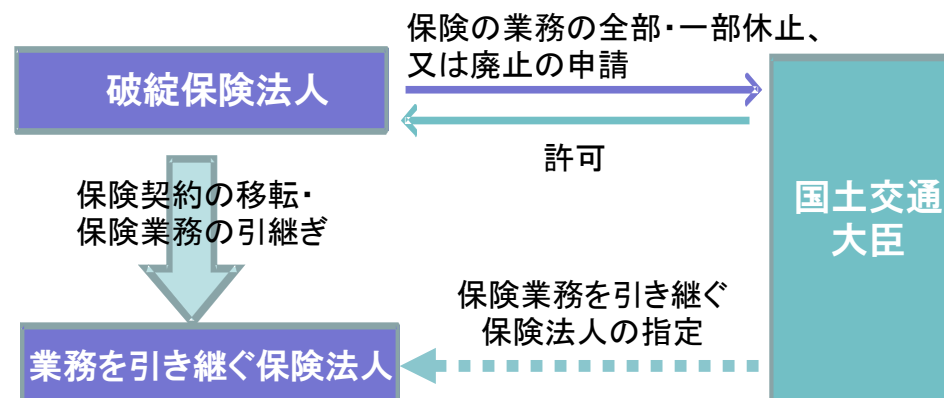 保険の業務の全部・一部休止、
又は廃止の申請
破綻保険法人
許可
保険契約の移転・
保険業務の引継ぎ
国土交通
大臣
保険業務を引き継ぐ
保険法人の指定
業務を引き継ぐ保険法人